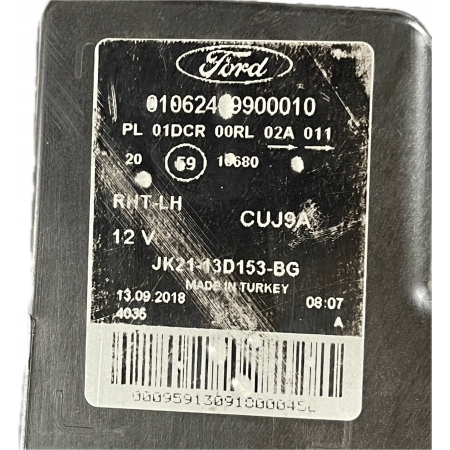 Ford
PL 01DCR 00RL 02A 011
20 59
RHT-LH
CUJ9A
12 V
JK21-13D153-BG
MADE IN TURKEY
13.09.2018 08:07
4035 A